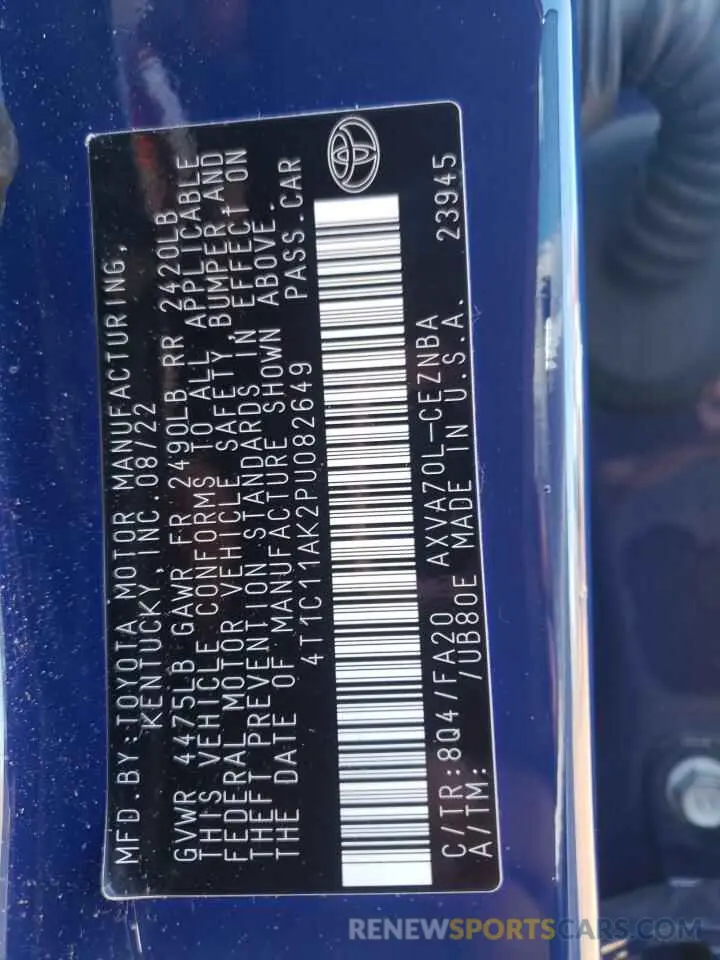 MFD.BY:TOYOTA MOTOR MANUFACTURING,
KENTUCKY,INC.08/22
GVWR 4475LB GAWR FR 2490LB RR 2420LB
THIS VEHICLE CONFORMS TO ALL APPLICABLE
FEDERAL MOTOR VEHICLE SAFETY,BUMPER AND
THEFT PREVENTION STANDARDS IN EFFECT ON
THE DATE OF MANUFACTURE SHOWN ABOVE.
4T1C11AK2PU082649 PASS.CAR
C/TR:8Q4/FA20 AXVA70L-CEZNBA 23945
A/TM: /UB80E MADE IN U.S.A.
RENEWSPORTSCARS.COM